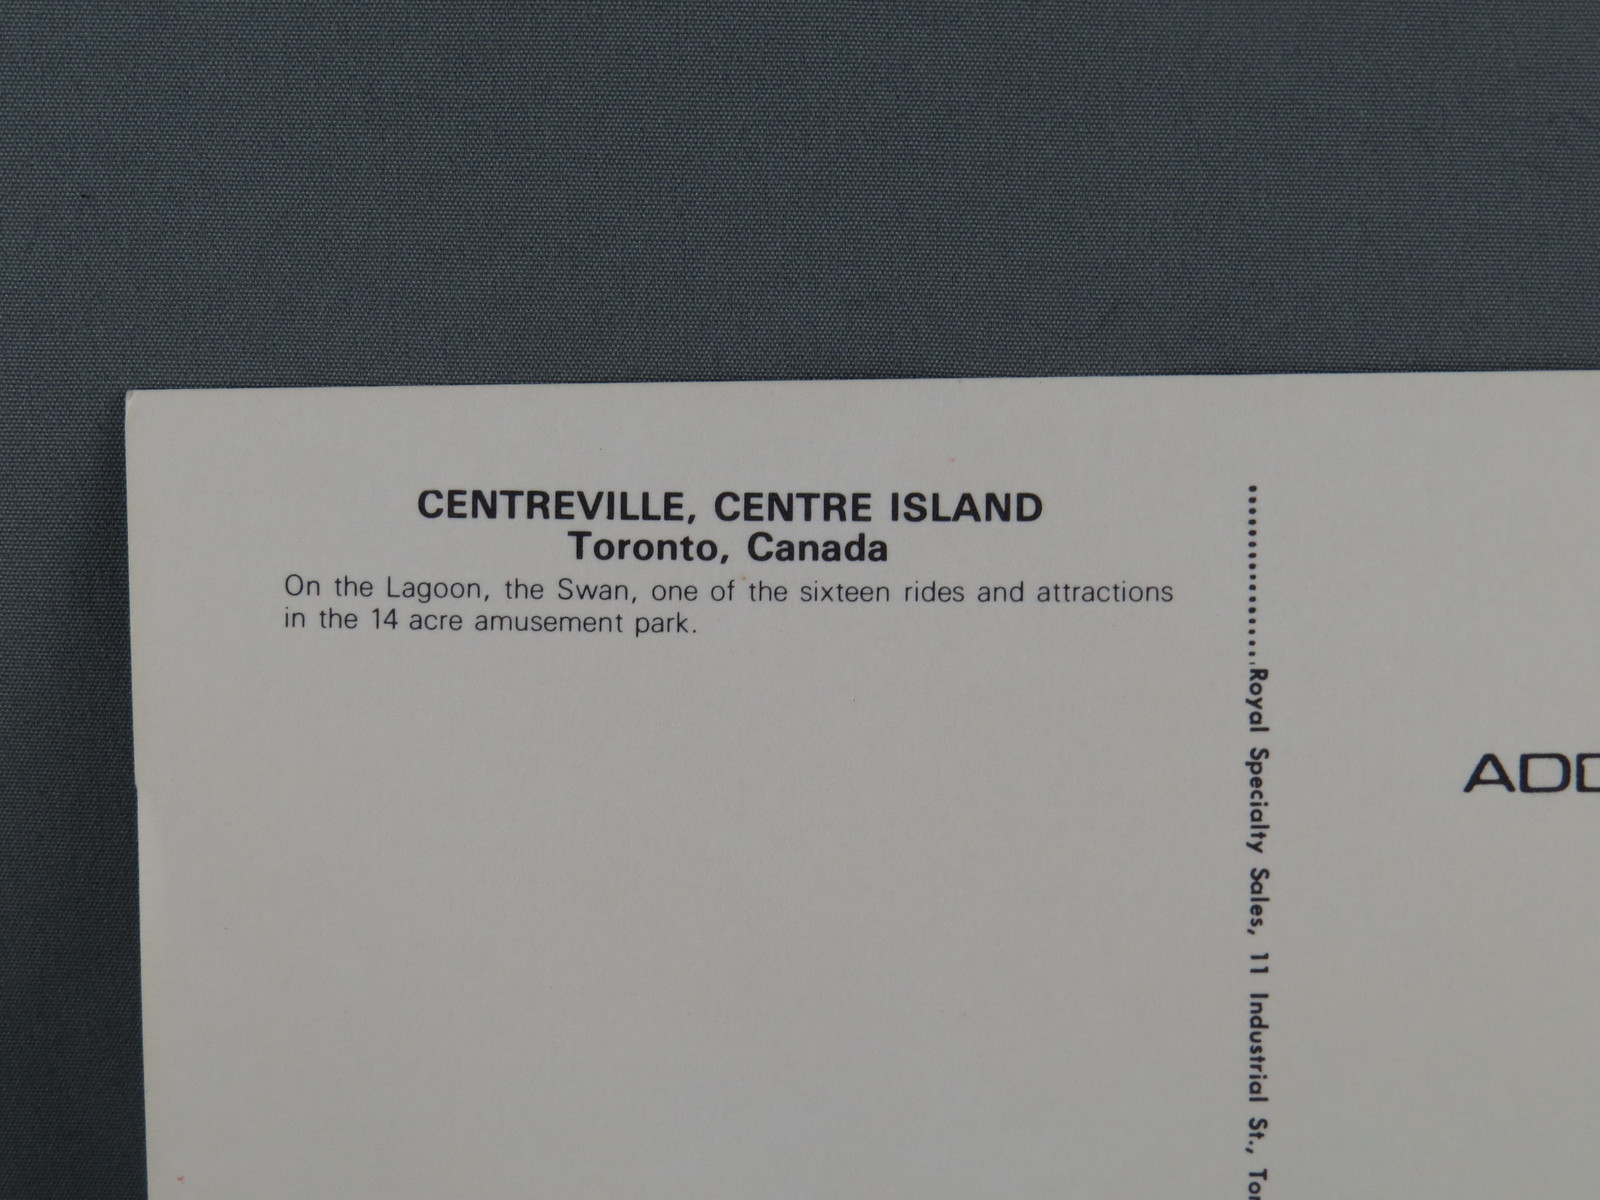 CENTREVILLE, CENTRE ISLAND
Toronto, Canada
On the Lagoon, the Swan, one of the sixteen rides and attractions
in the 14 acre amusement park.
Royal Specialty Sales, 11 Industrial St.,